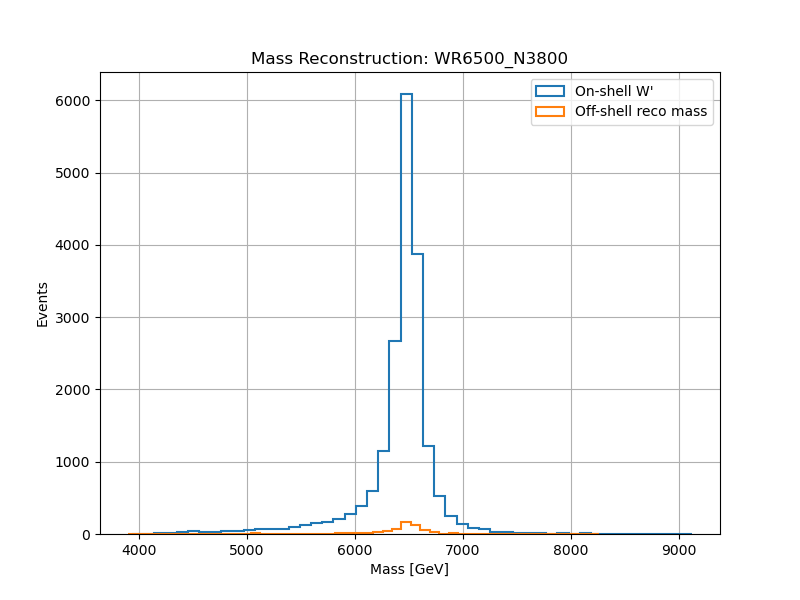 Mass Reconstruction: WR6500_N3800
On-shell W'
Off-shell reco mass
6000
5000
4000
3000
2000
1000
0
Events
4000 5000 6000 7000 8000 9000
Mass [GeV]